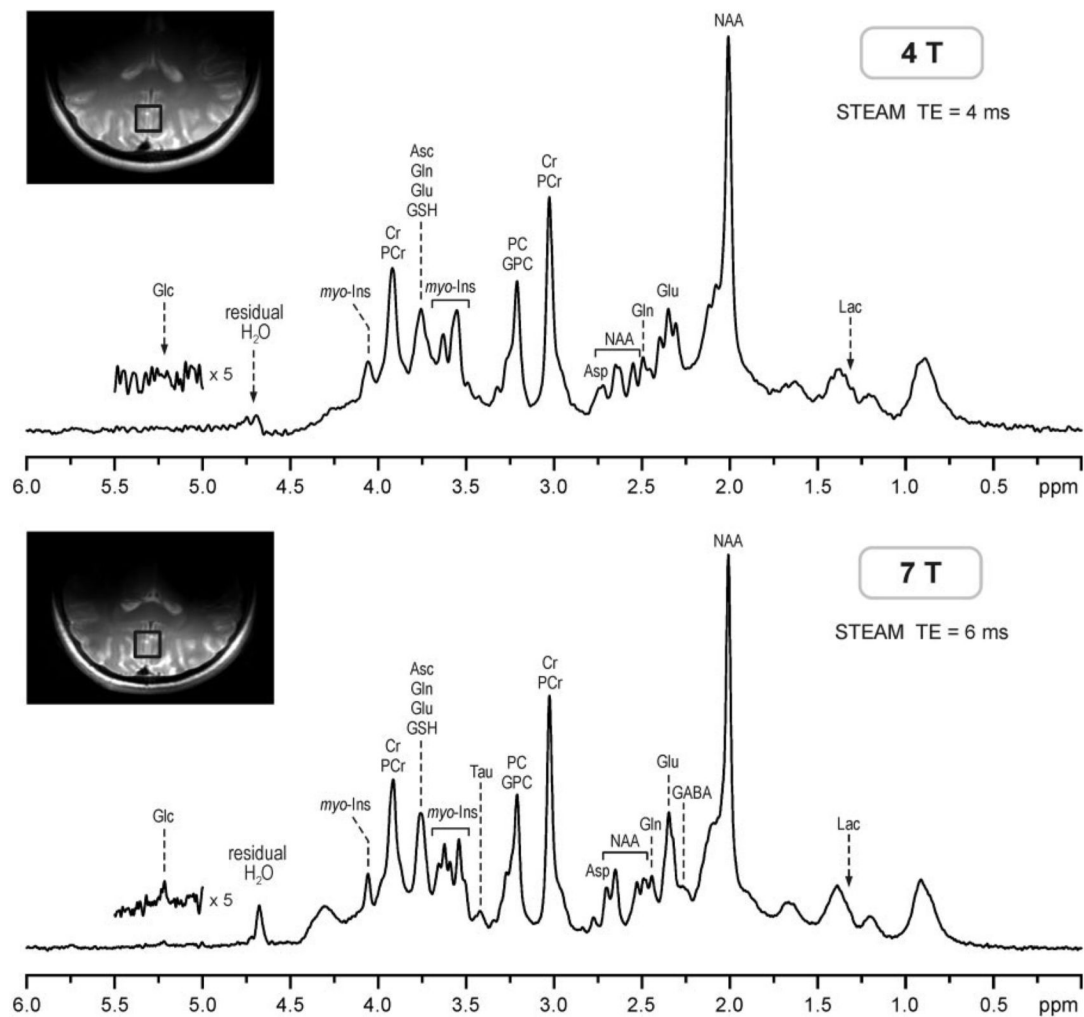 NAA
4 T
STEAM TE = 4 ms
Asc
Gln
Glu
GSH
Cr
PCr
Cr
PCr
PC
GPC
myo-Ins
myo-Ins
Glc
residual
H₂O
x 5
Glu
Gln
NAA
Asp
Lac
6.0 5.5 5.0 4.5 4.0 3.5 3.0 2.5 2.0 1.5 1.0 0.5 ppm
NAA
7 T
STEAM TE = 6 ms
Asc
Gln
Glu
GSH
Cr
PCr
Cr
PCr
Tau
PC
GPC
myo-Ins
myo-Ins
Glc
residual
H₂O
x 5
Glu
GABA
Gln
NAA
Asp
Lac
6.0 5.5 5.0 4.5 4.0 3.5 3.0 2.5 2.0 1.5 1.0 0.5 ppm